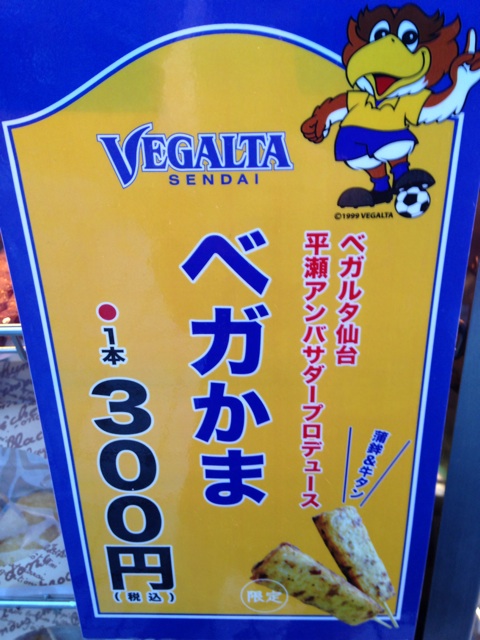 VEGALTA
SENDAI
©1999 VEGALTA
ベガルタ仙台
平瀬アンバサダープロデュース
ベガかま
蒲鉾&牛タン
●1本
300円
(税込)
限定